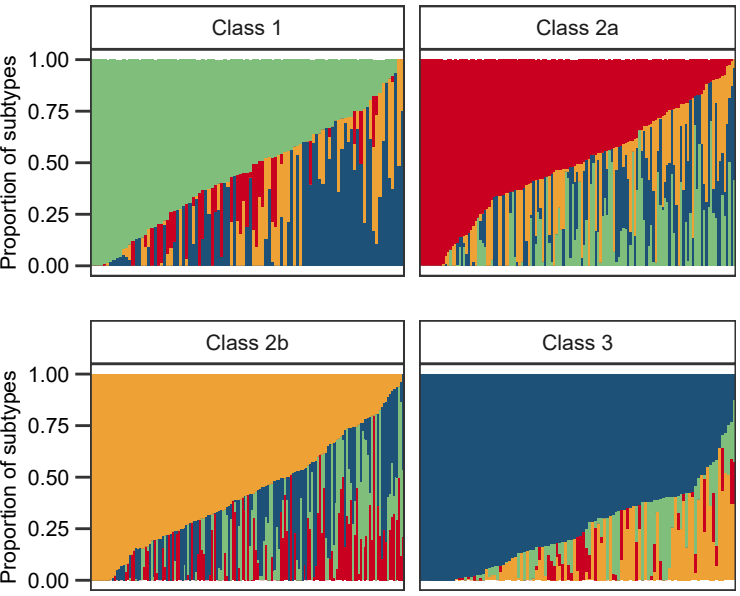 Class 1
Class 2a
Proportion of subtypes
1.00
0.75
0.50
0.25
0.00
Class 2b
Class 3
Proportion of subtypes
1.00
0.75
0.50
0.25
0.00